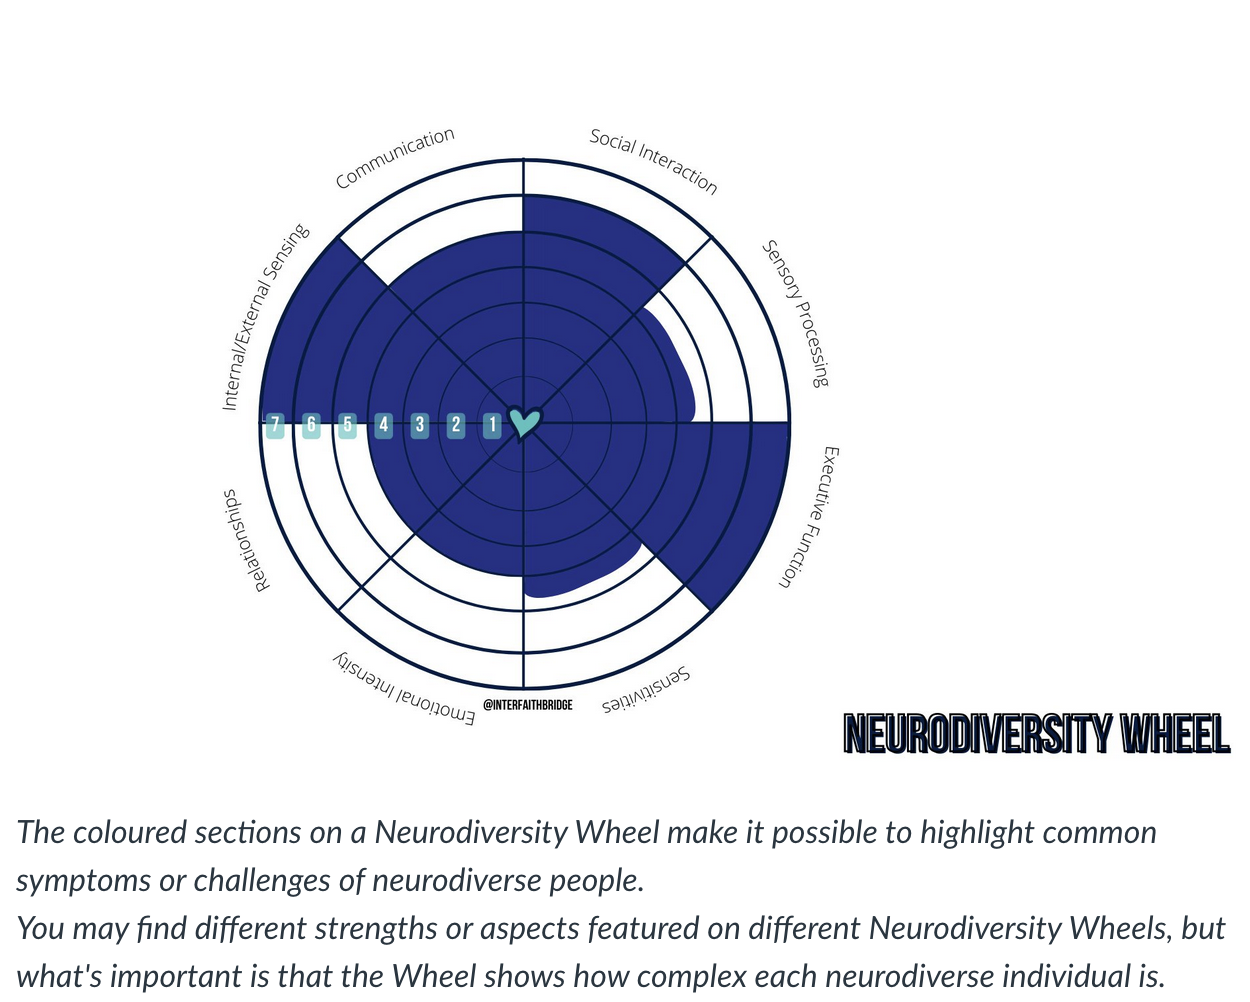 Communication
Social Interaction
Internal/External Sensing
Sensory Processing
7 6 5 4 3 2 1
Executive Function
Relationships
Emotional Intensity
Sensitivities
@INTERFAITHBRIDGE
NEURODIVERSITY WHEEL
The coloured sections on a Neurodiversity Wheel make it possible to highlight common
symptoms or challenges of neurodiverse people.
You may find different strengths or aspects featured on different Neurodiversity Wheels, but
what's important is that the Wheel shows how complex each neurodiverse individual is.